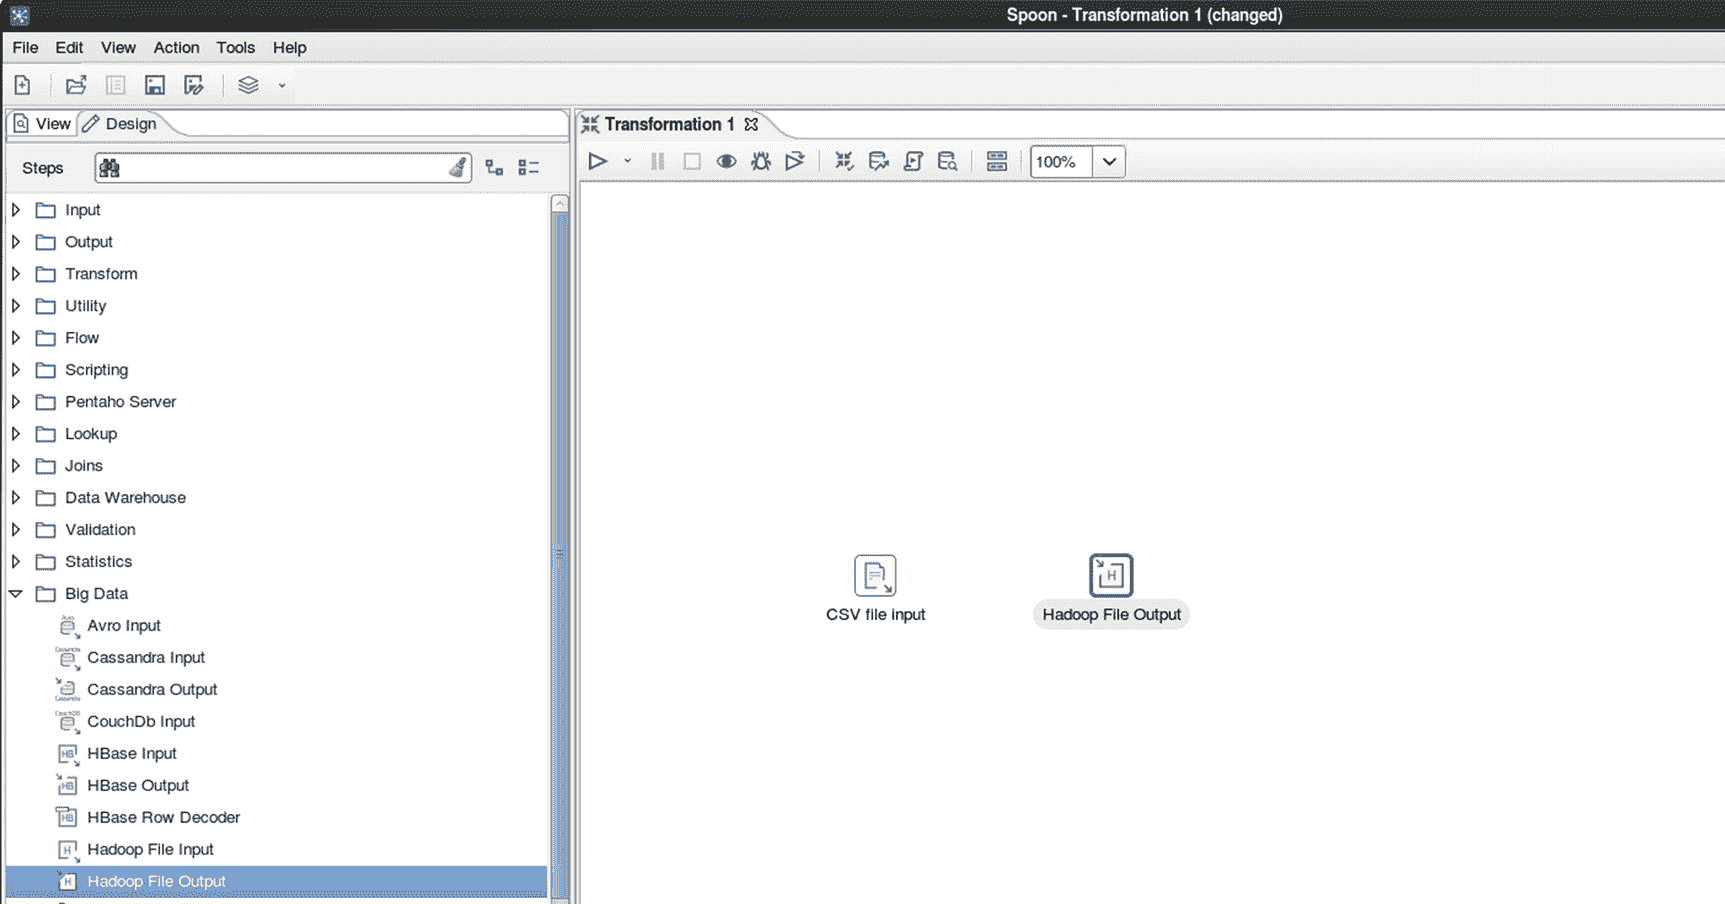 Spoon - Transformation 1 (changed)
File Edit View Action Tools Help
View Design
Transformation 1
Steps
100%
Input
Output
Transform
Utility
Flow
Scripting
Pentaho Server
Lookup
Joins
Data Warehouse
Validation
Statistics
Big Data
Avro Input
Cassandra Input
Cassandra Output
CouchDb Input
HBase Input
HBase Output
HBase Row Decoder
Hadoop File Input
Hadoop File Output
CSV file input
H
Hadoop File Output